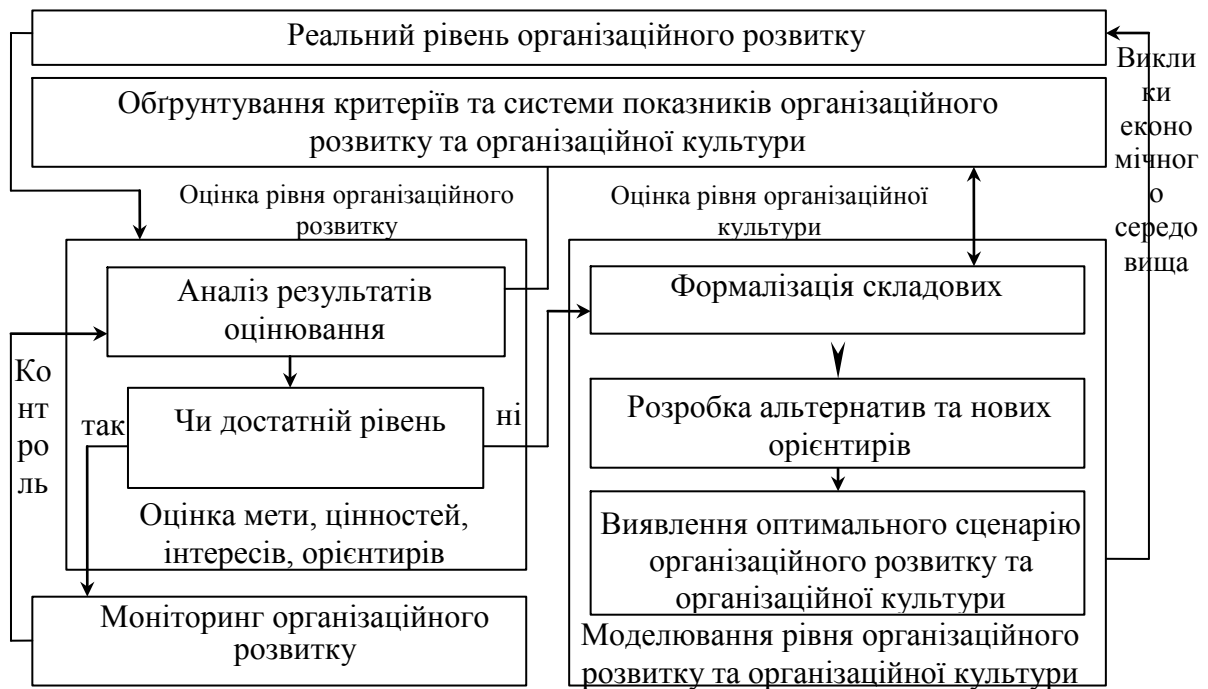 Реальний рівень організаційного розвитку
Викли
ки
еконо
мічног
о
середо
вища
Обґрунтування критеріїв та системи показників організаційного
розвитку та організаційної культури
Оцінка рівня організаційного
розвитку
Оцінка рівня організаційної
культури
Аналіз результатів
оцінювання
Чи достатній рівень
так
ні
Оцінка мети, цінностей,
інтересів, орієнтирів
Ко
нт
ро
ль
Моніторинг організаційного
розвитку
Формалізація складових
Розробка альтернатив та нових
орієнтирів
Виявлення оптимального сценарію
організаційного розвитку та
організаційної культури
Моделювання рівня організаційного
розвитку та організаційної культури